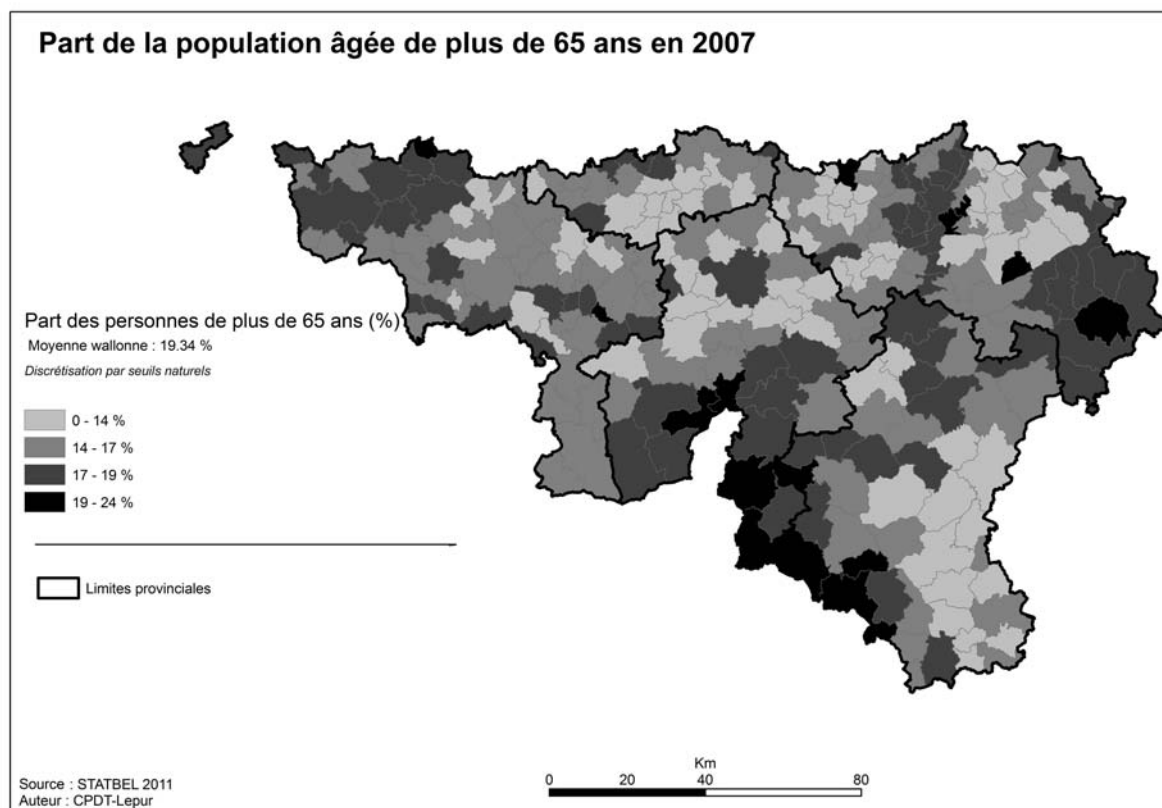 Part de la population âgée de plus de 65 ans en 2007
Part des personnes de plus de 65 ans (%)
Moyenne wallonne : 19.34 %
Discrétisation par seuils naturels
0 - 14 %
14 - 17 %
17 - 19 %
19 - 24 %
Limites provinciales
Source : STATBEL 2011
Auteur : CPDT-Lepur
Km
0 20 40 80